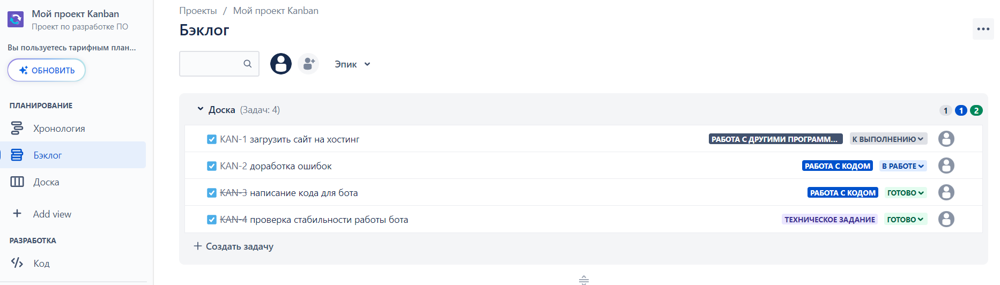 Мой проект Kanban
Проект по разработке ПО
Вы пользуетесь тарифным план...
ОБНОВИТЬ
ПЛАНИРОВАНИЕ
Хронология
Бэклог
Доска
Add view
РАЗРАБОТКА
Код
Проекты / Мой проект Kanban
Бэклог
Эпик
Доска (Задач: 4) 1 1 2
KAN-1 загрузить сайт на хостинг РАБОТА С ДРУГИМИ ПРОГРАММ... К ВЫПОЛНЕНИЮ
KAN-2 доработка ошибок РАБОТА С КОДОМ В РАБОТЕ
KAN-3 написание кода для бота РАБОТА С КОДОМ ГОТОВО
KAN-4 проверка стабильности работы бота ТЕХНИЧЕСКОЕ ЗАДАНИЕ ГОТОВО
Создать задачу